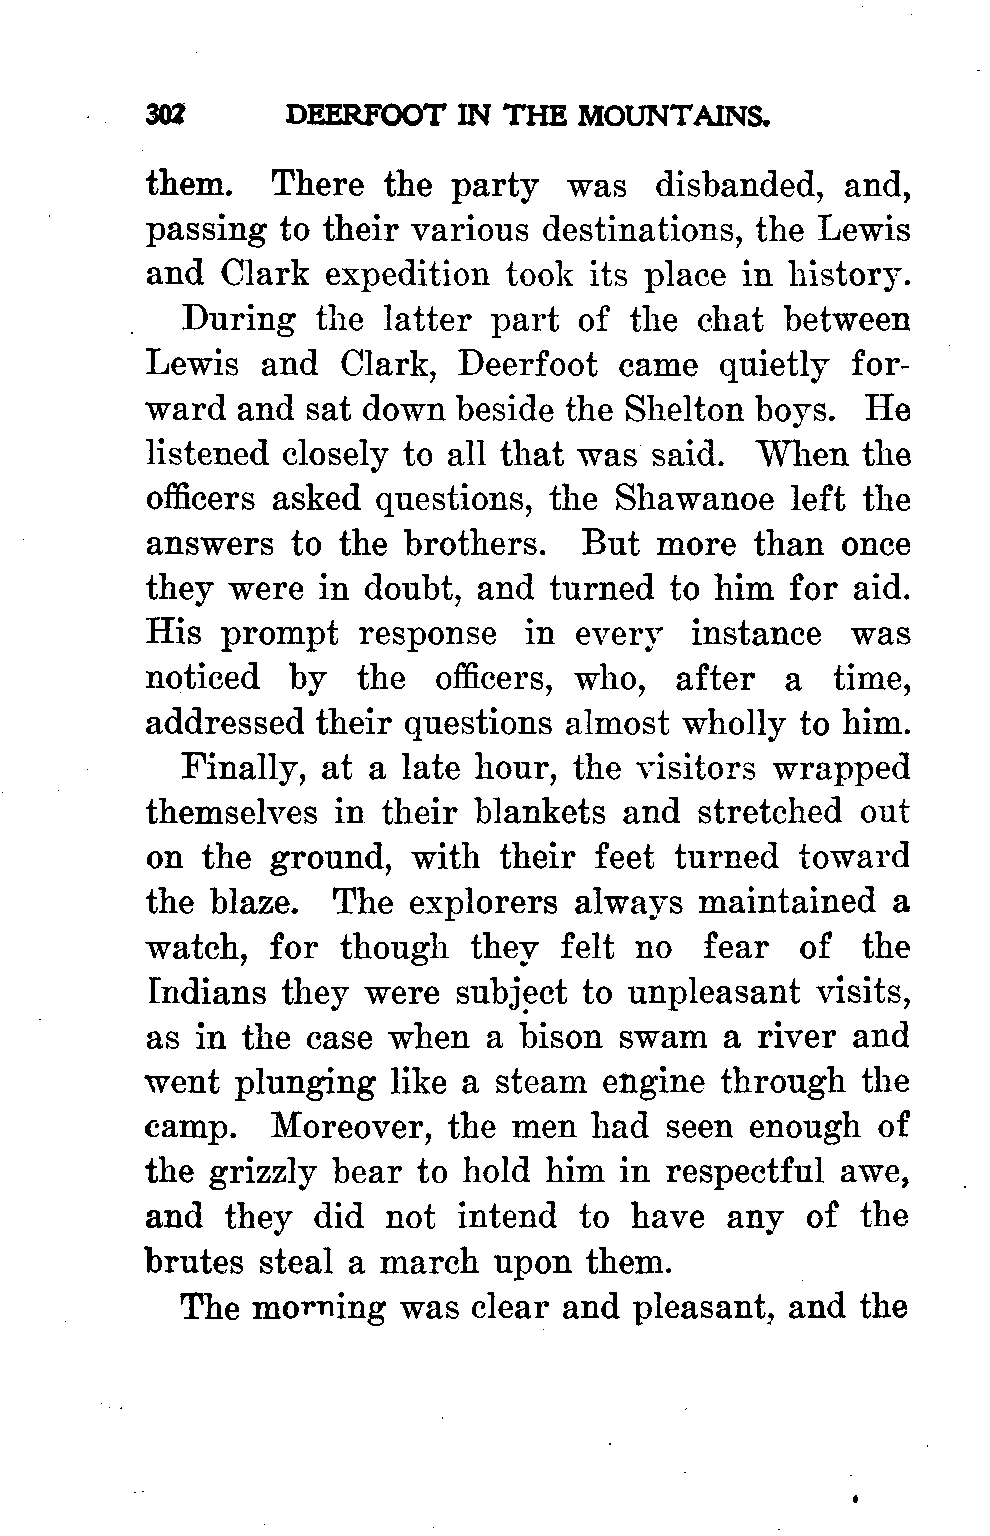 302 DEERFOOT IN THE MOUNTAINS.
them. There the party was disbanded, and,
passing to their various destinations, the Lewis
and Clark expedition took its place in history.
During the latter part of the chat between
Lewis and Clark, Deerfoot came quietly for-
ward and sat down beside the Shelton boys. He
listened closely to all that was said. When the
officers asked questions, the Shawanoe left the
answers to the brothers. But more than once
they were in doubt, and turned to him for aid.
His prompt response in every instance was
noticed by the officers, who, after a time,
addressed their questions almost wholly to him.
Finally, at a late hour, the visitors wrapped
themselves in their blankets and stretched out
on the ground, with their feet turned toward
the blaze. The explorers always maintained a
watch, for though they felt no fear of the
Indians they were subject to unpleasant visits,
as in the case when a bison swam a river and
went plunging like a steam engine through the
camp. Moreover, the men had seen enough of
the grizzly bear to hold him in respectful awe,
and they did not intend to have any of the
brutes steal a march upon them.
The morning was clear and pleasant, and the